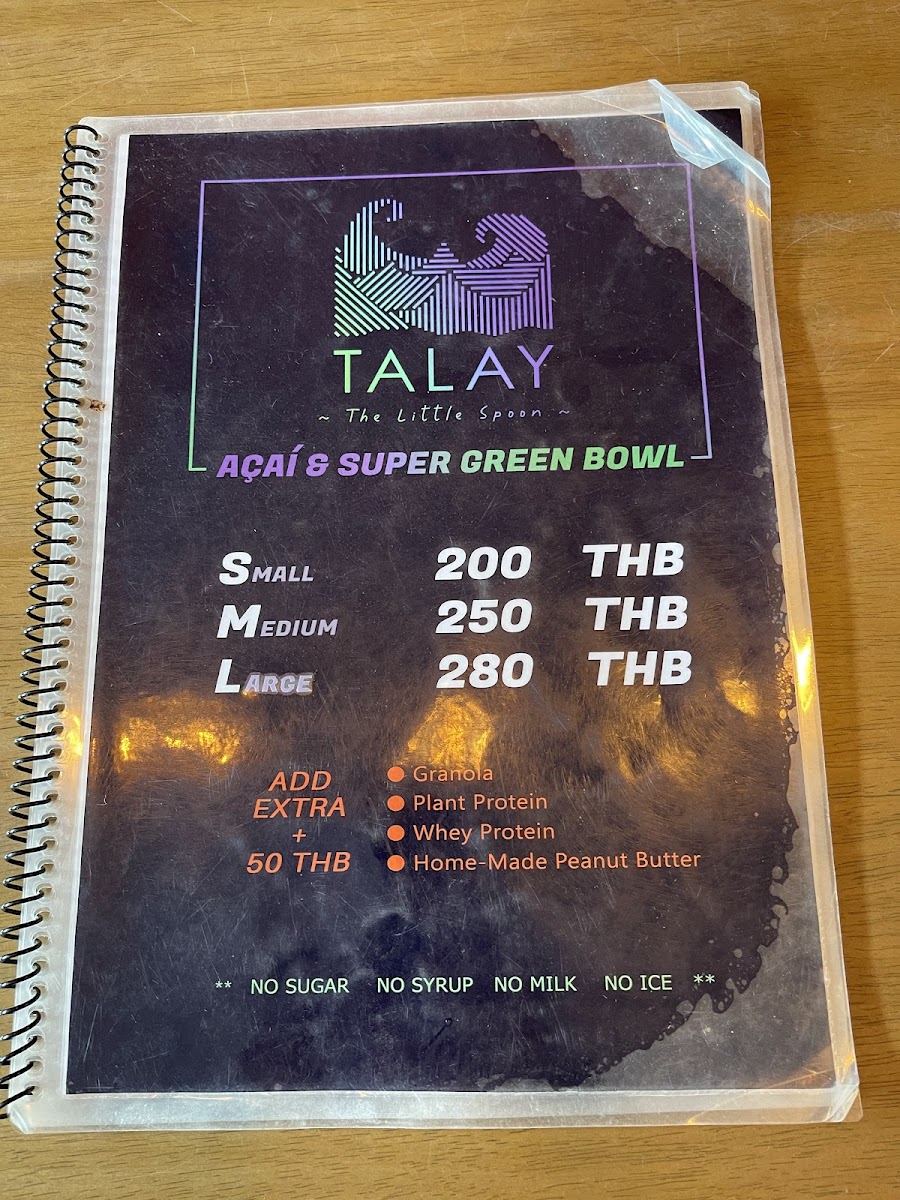 TALAY
~ The Little Spoon ~
AÇAÍ & SUPER GREEN BOWL
SMALL 200 THB
MEDIUM 250 THB
LARGE 280 THB
ADD
EXTRA
+
50 THB
● Granola
● Plant Protein
● Whey Protein
● Home-Made Peanut Butter
** NO SUGAR NO SYRUP NO MILK NO ICE **